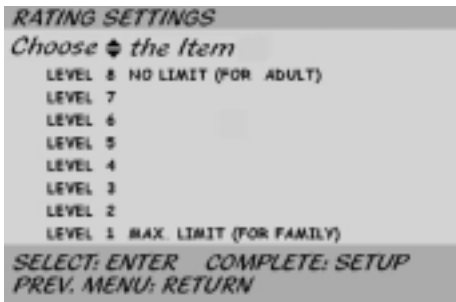 RATING SETTINGS
Choose the Item
LEVEL 8 NO LIMIT (FOR ADULT)
LEVEL 7
LEVEL 6
LEVEL 5
LEVEL 4
LEVEL 3
LEVEL 2
LEVEL 1 MAX. LIMIT (FOR FAMILY)
SELECT: ENTER COMPLETE: SETUP
PREV. MENU: RETURN